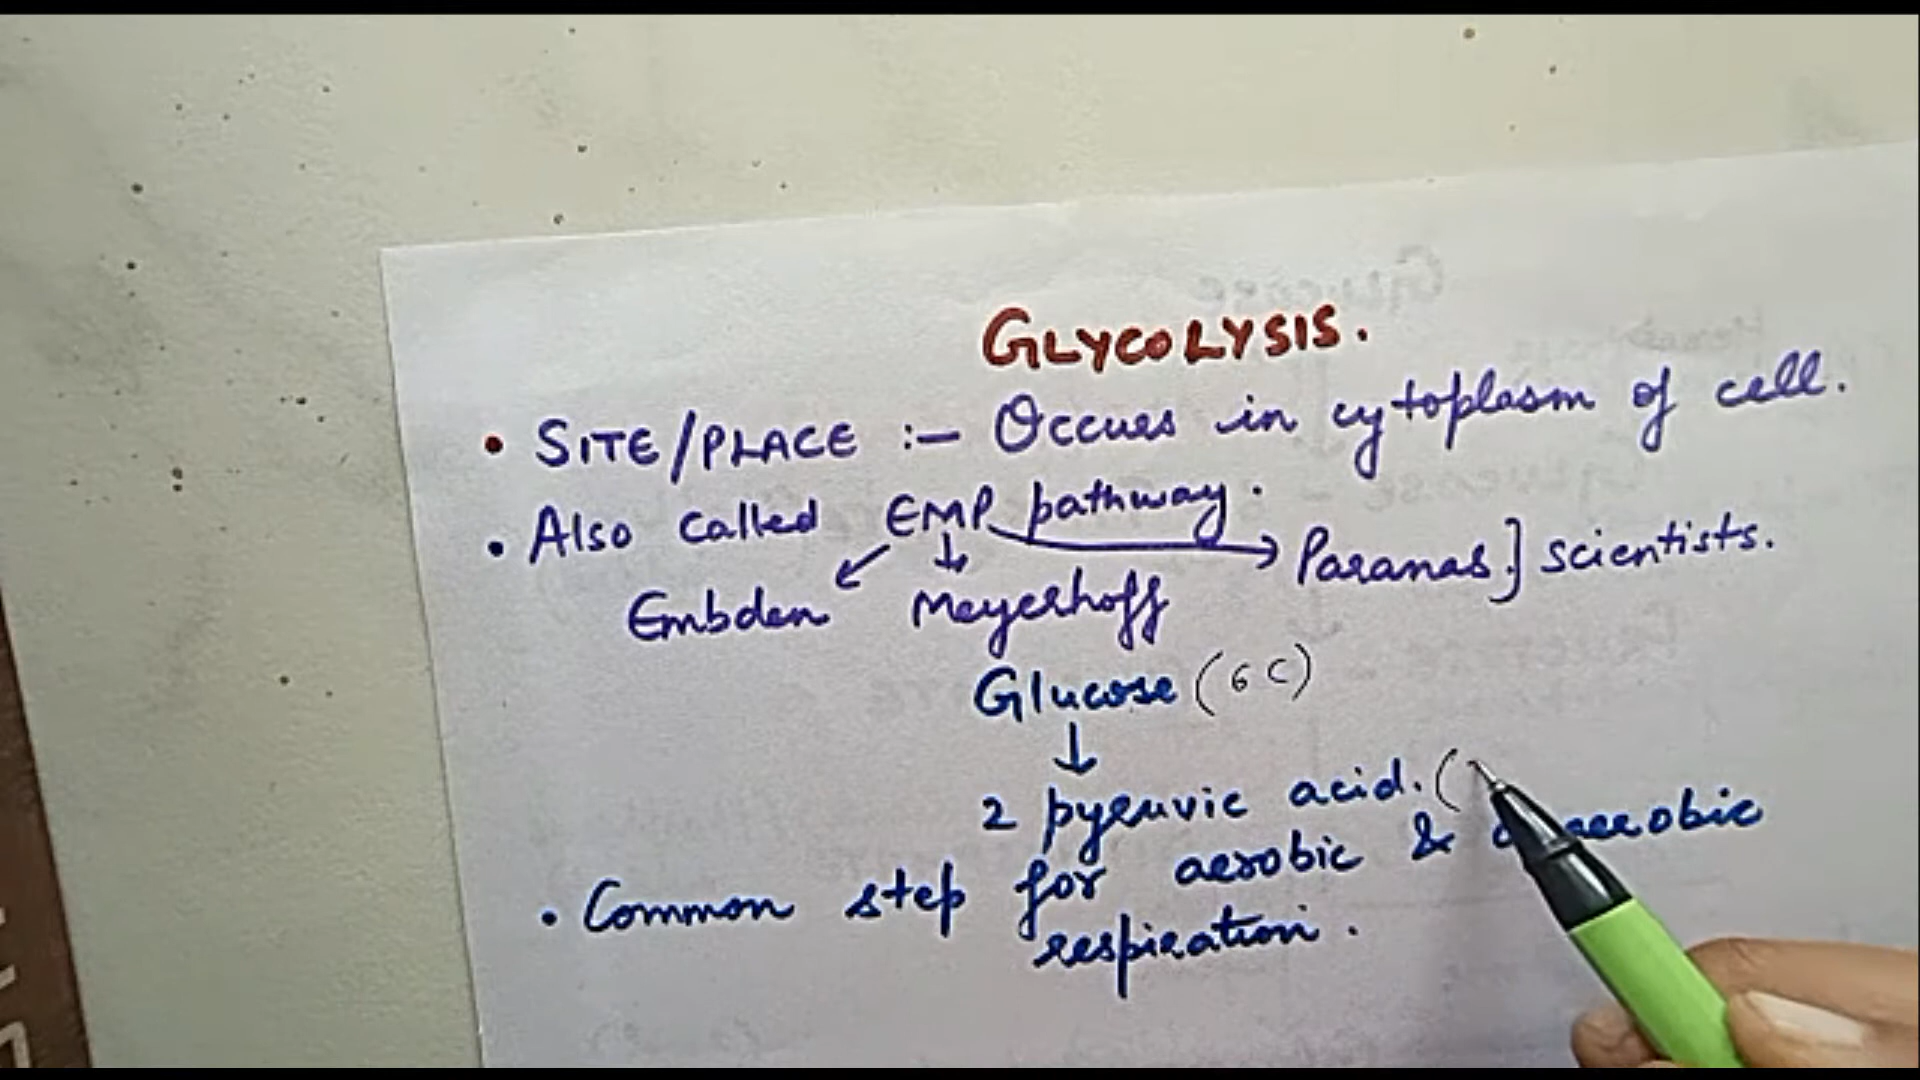 GLYCOLYSIS.
• SITE/PLACE :- Occurs in cytoplasm of cell.
• Also called EMP pathway.
Embden Meyerhoff Paranas] scientists.
Glucose (6C)
↓
2 pyruvic acid. (
• Common step for aerobic & anaerobic
respiration.